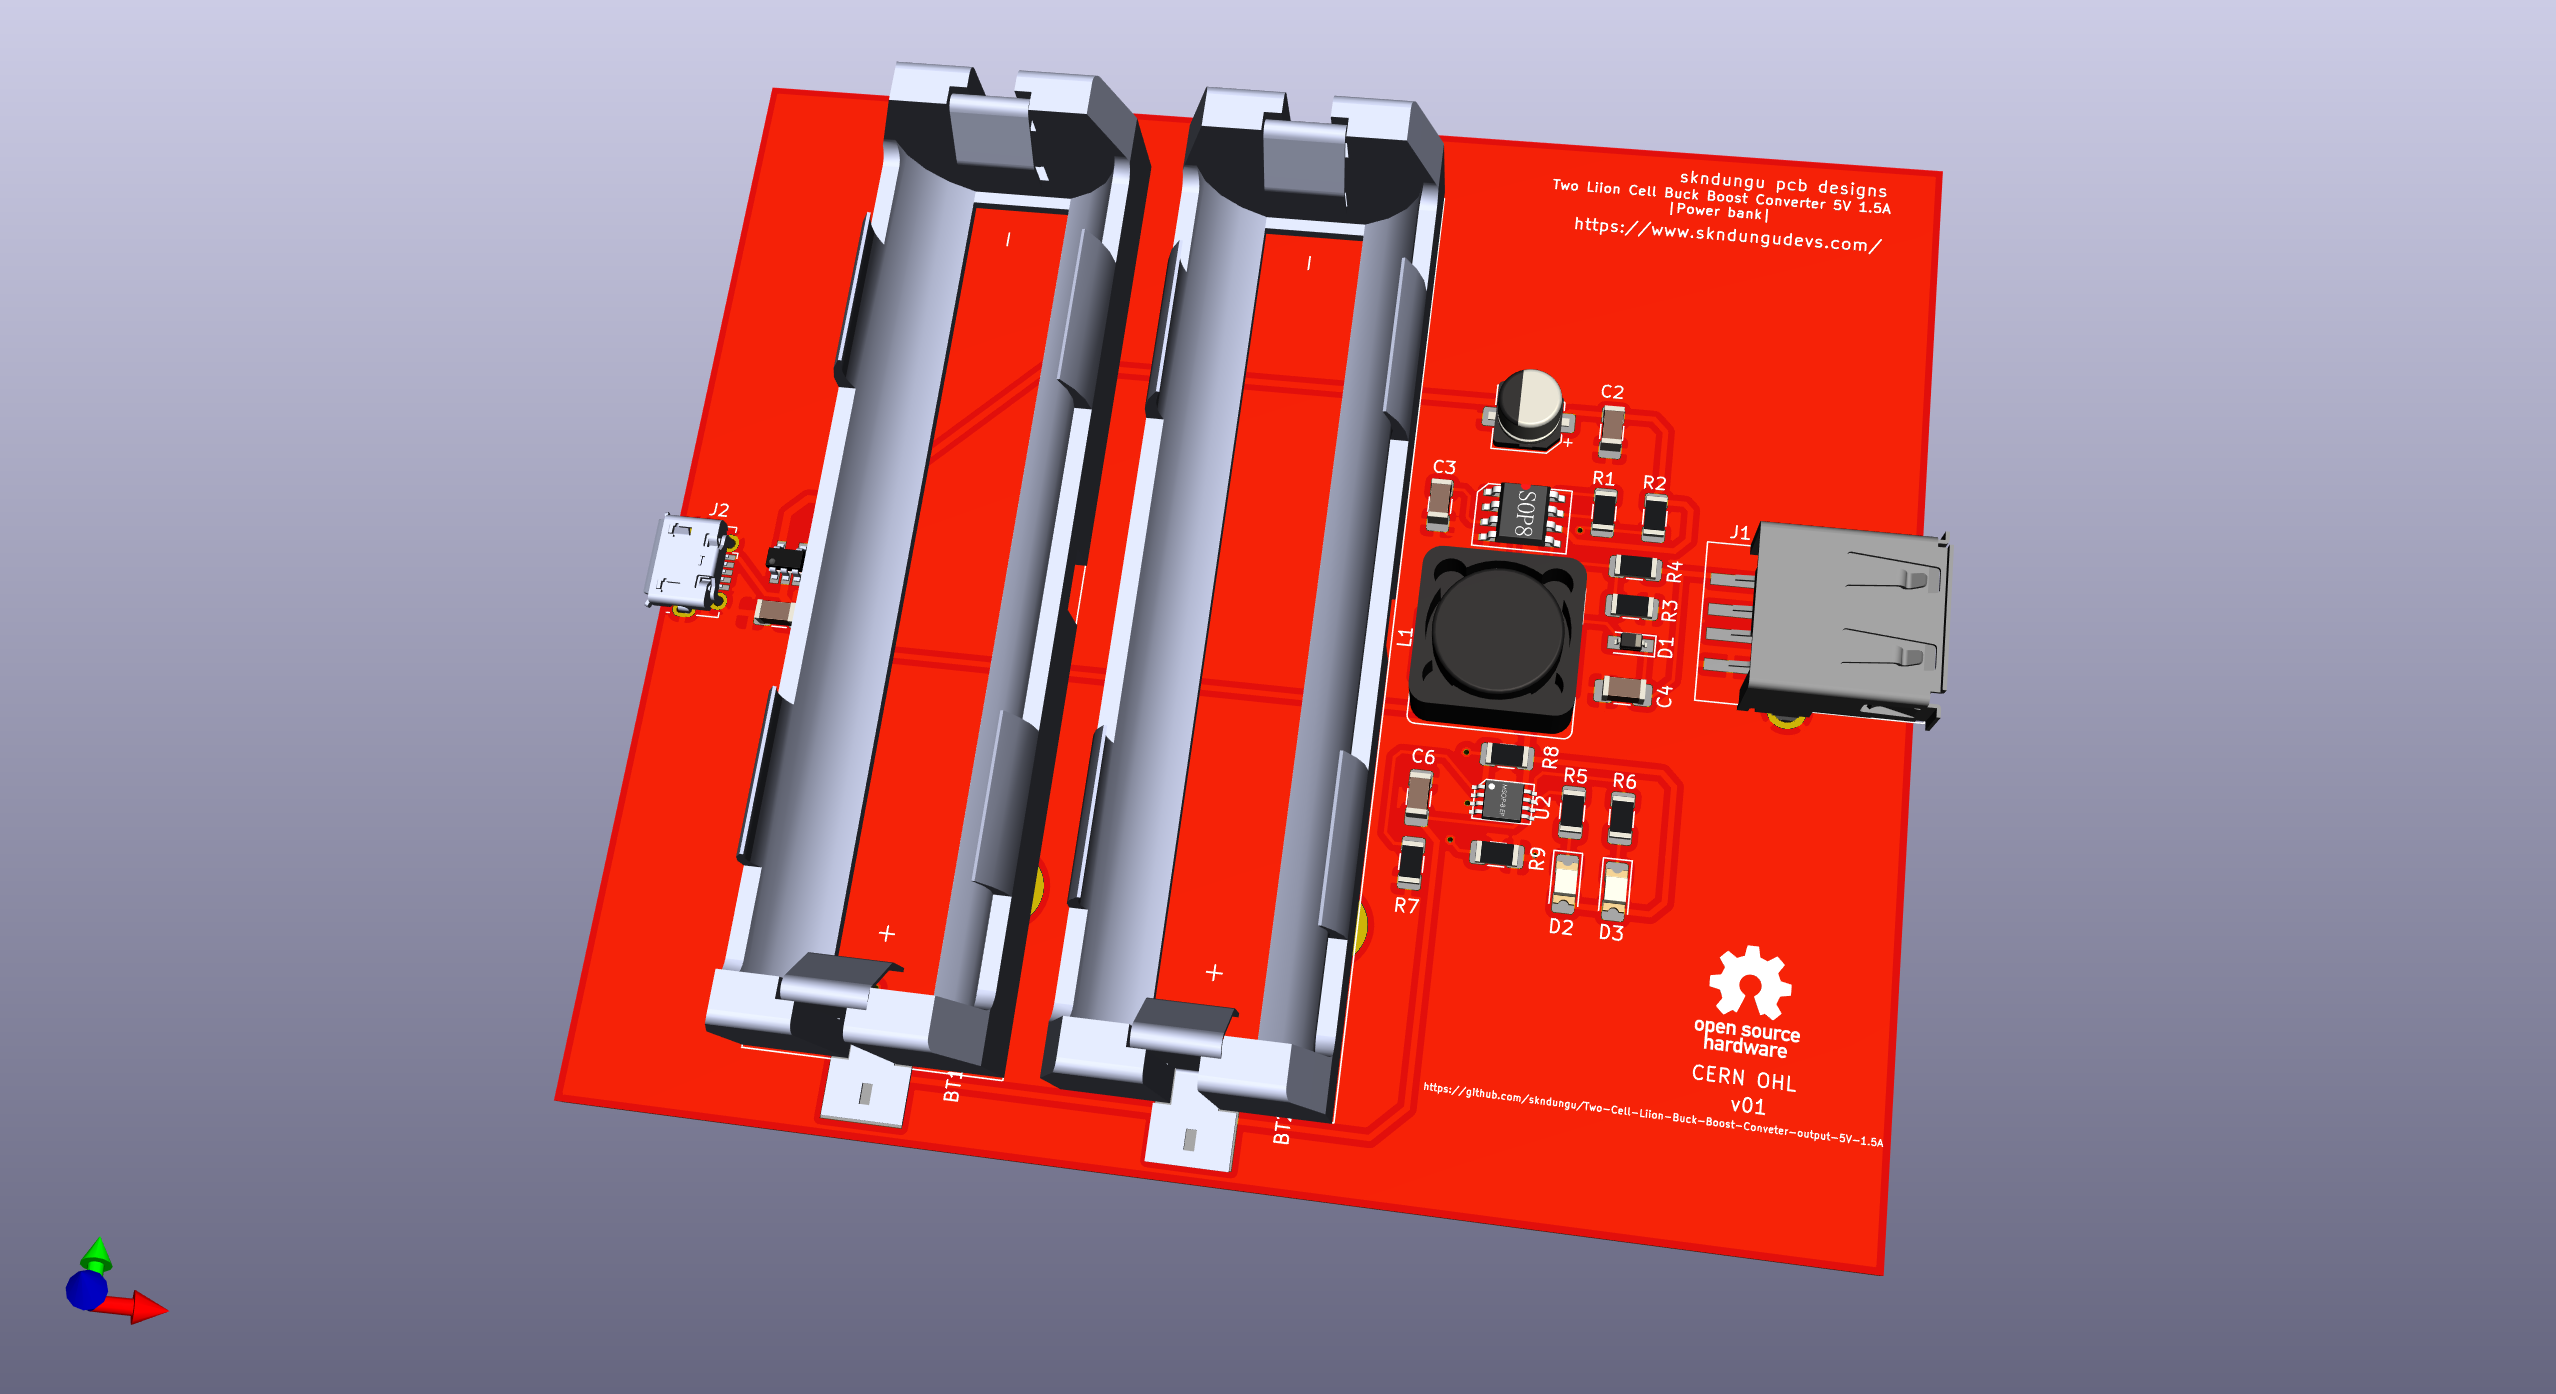 skndungu pcb designs
Two Liion Cell Buck Boost Converter 5V 1.5A
|Power bank|
https://www.skndungudevs.com/
−
−
C2
+
C3
SOP8
R1
R2
J2
J1
R4
R3
L1
D1
C4
C6
R8
R5
R6
MSOP-8-EP
U2
R9
R7
D2
D3
+
+
open source
hardware
CERN OHL
v01
BT1
https://github.com/skndungu/Two-Cell-Liion-Buck-Boost-Conveter-output-5V-1.5A